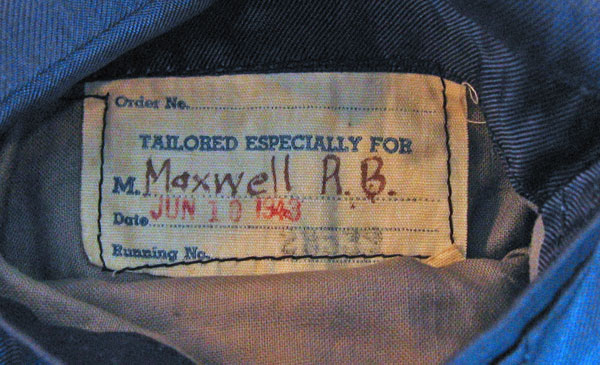 Order No.
TAILORED ESPECIALLY FOR
M. Maxwell R.B.
Date JUN 10 1943
Running No.